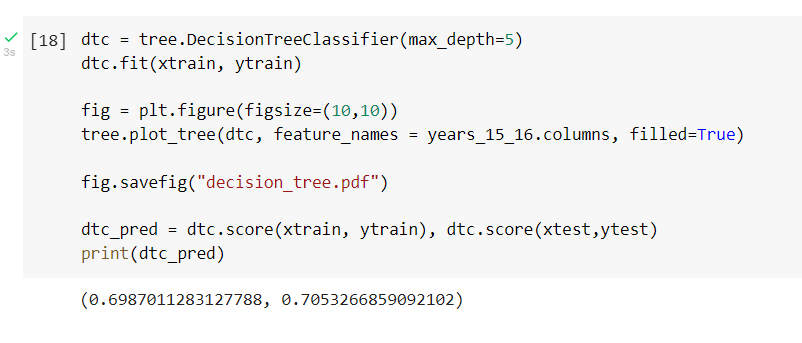 [18] dtc = tree.DecisionTreeClassifier(max_depth=5)
3s
dtc.fit(xtrain, ytrain)
fig = plt.figure(figsize=(10,10))
tree.plot_tree(dtc, feature_names = years_15_16.columns, filled=True)
fig.savefig("decision_tree.pdf")
dtc_pred = dtc.score(xtrain, ytrain), dtc.score(xtest,ytest)
print(dtc_pred)
(0.6987011283127788, 0.7053266859092102)